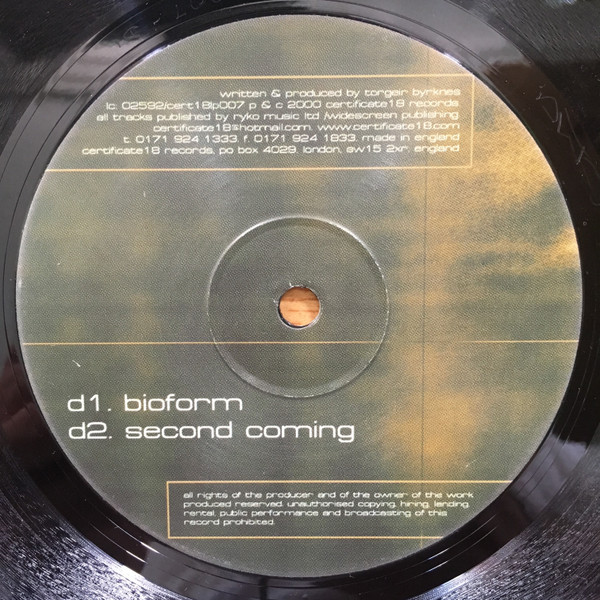 written & produced by torgeir byrknes
lc: 02592/cert18lp007 p & c 2000 certificate18 records
all tracks published by ryko music ltd /widescreen publishing
certificate18@hotmail.com. www.certificate18.com
t. 0171 924 1333. f. 0171 924 1833. made in england
certificate18 records. po box 4029. london. sw15 2xr. england
d1. bioform
d2. second coming
all rights of the producer and of the owner of the work
produced reserved. unauthorised copying, hiring, lending,
rental, public performance and broadcasting of this
record prohibited.